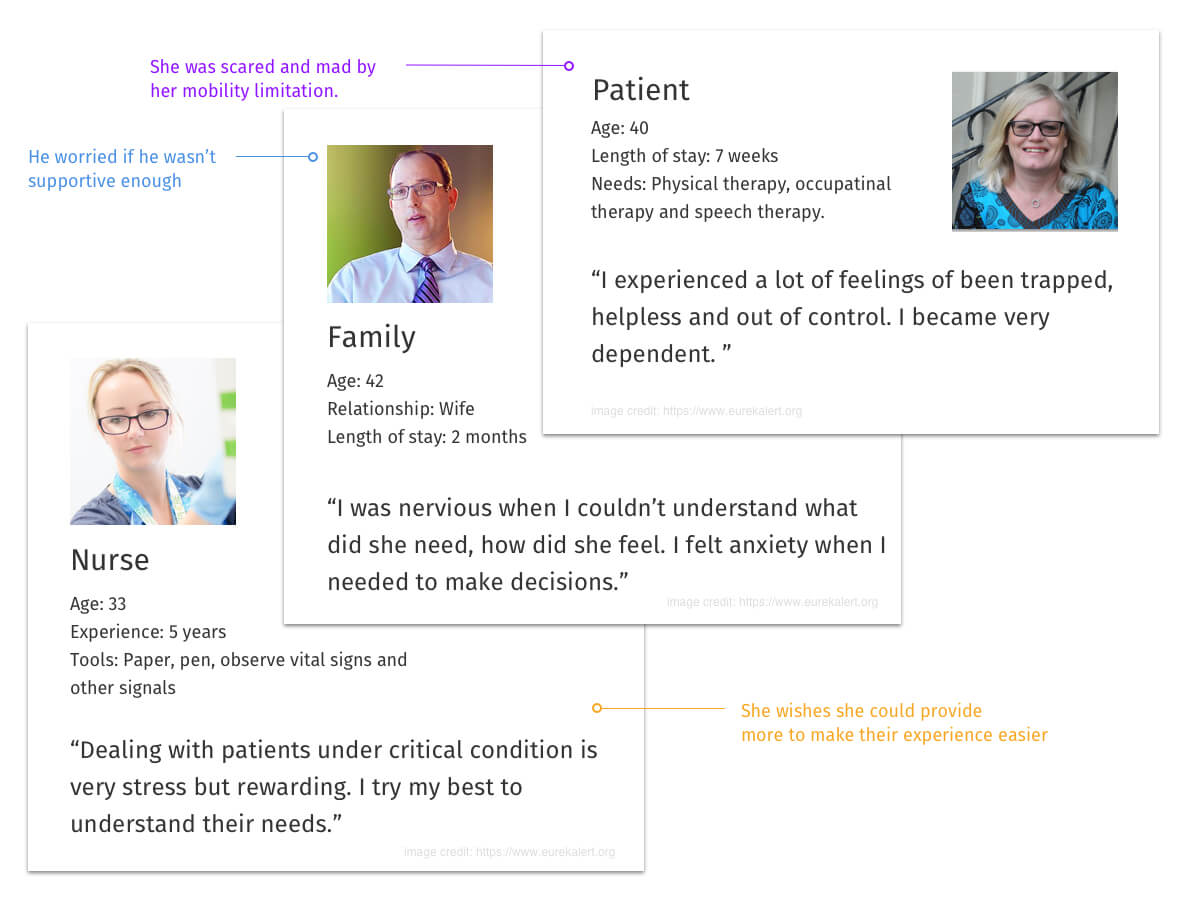 She was scared and mad by
her mobility limitation.
Patient
Age: 40
Length of stay: 7 weeks
Needs: Physical therapy, occupatinal
therapy and speech therapy.
“I experienced a lot of feelings of been trapped,
helpless and out of control. I became very
dependent. ”
image credit: https://www.eurekalert.org
He worried if he wasn’t
supportive enough
Family
Age: 42
Relationship: Wife
Length of stay: 2 months
“I was nervious when I couldn’t understand what
did she need, how did she feel. I felt anxiety when I
needed to make decisions.”
image credit: https://www.eurekalert.org
Nurse
Age: 33
Experience: 5 years
Tools: Paper, pen, observe vital signs and
other signals
“Dealing with patients under critical condition is
very stress but rewarding. I try my best to
understand their needs.”
image credit: https://www.eurekalert.org
She wishes she could provide
more to make their experience easier